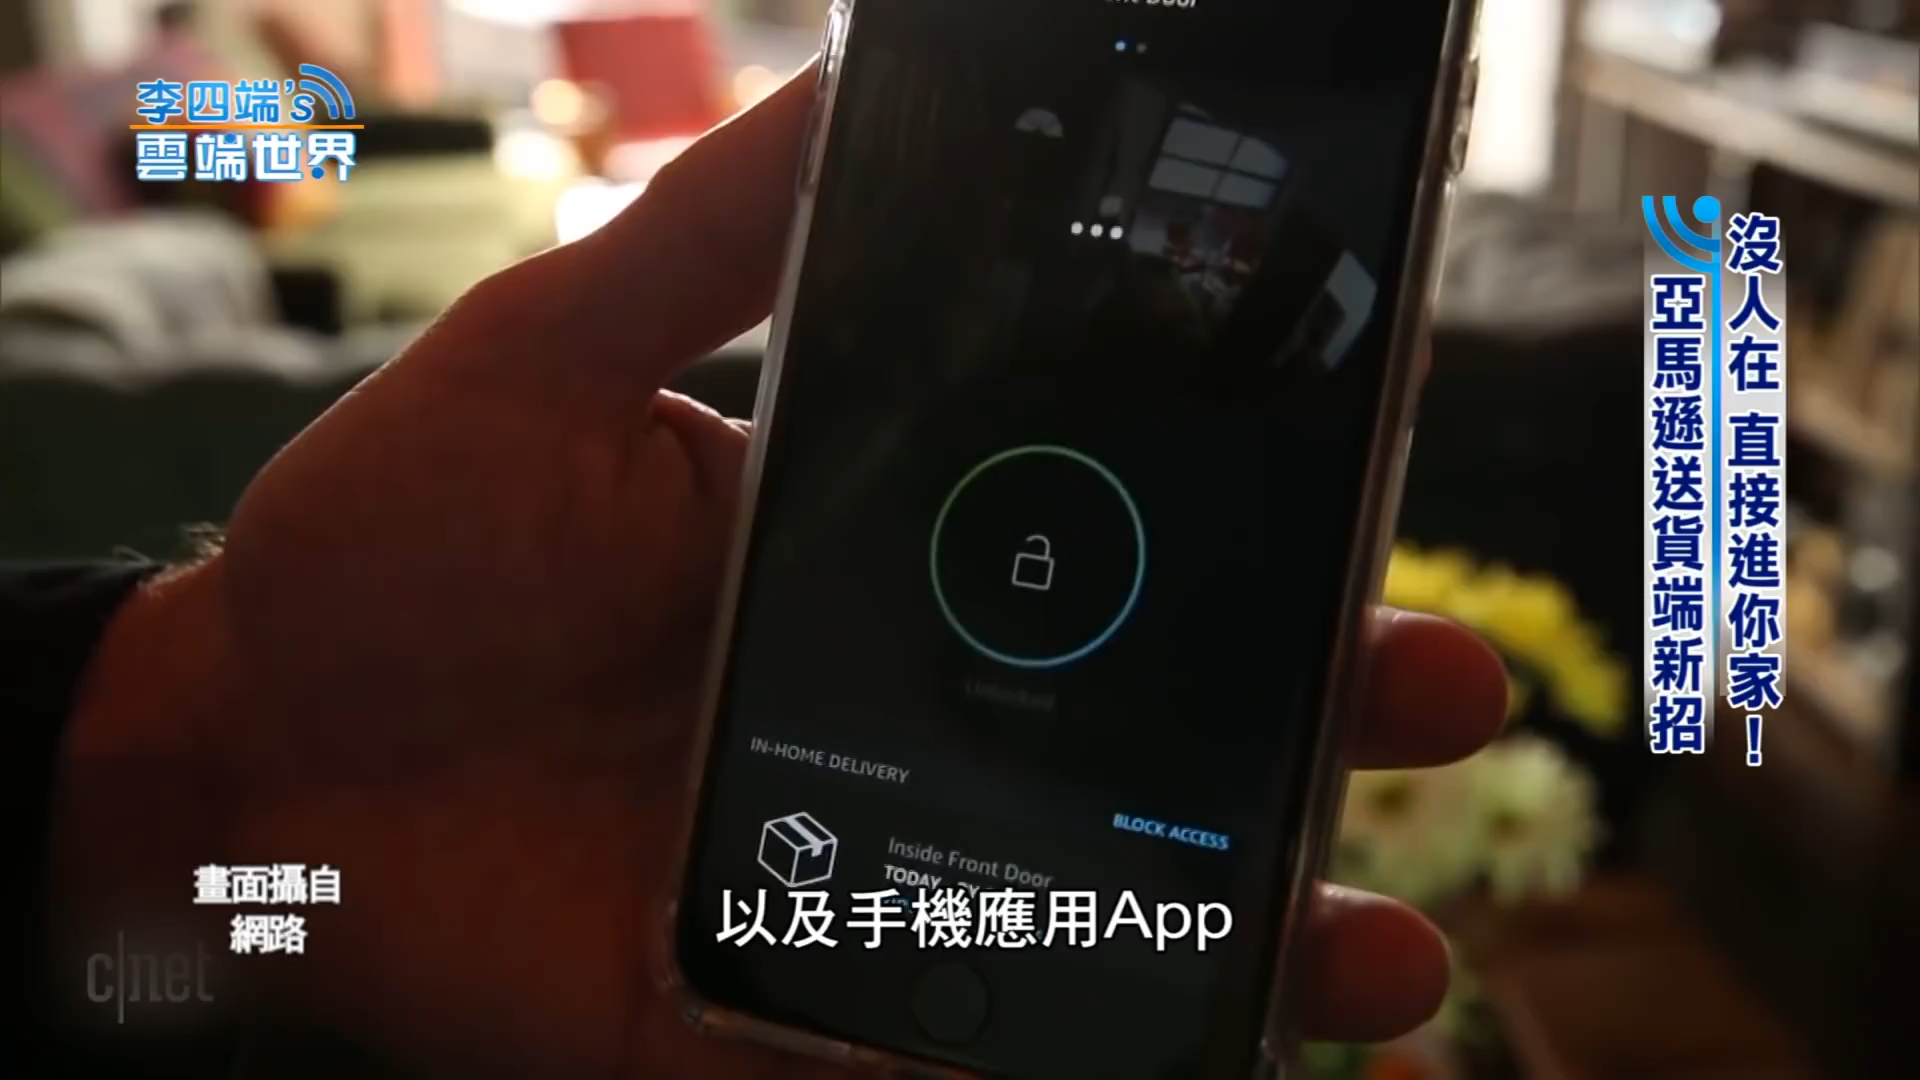 李四端's
雲端世界
沒人在 直接進你家！
亞馬遜送貨端新招
Door
IN-HOME DELIVERY
BLOCK ACCESS
Inside Front Door
TODAY
以及手機應用App
畫面攝自
網路
c|net